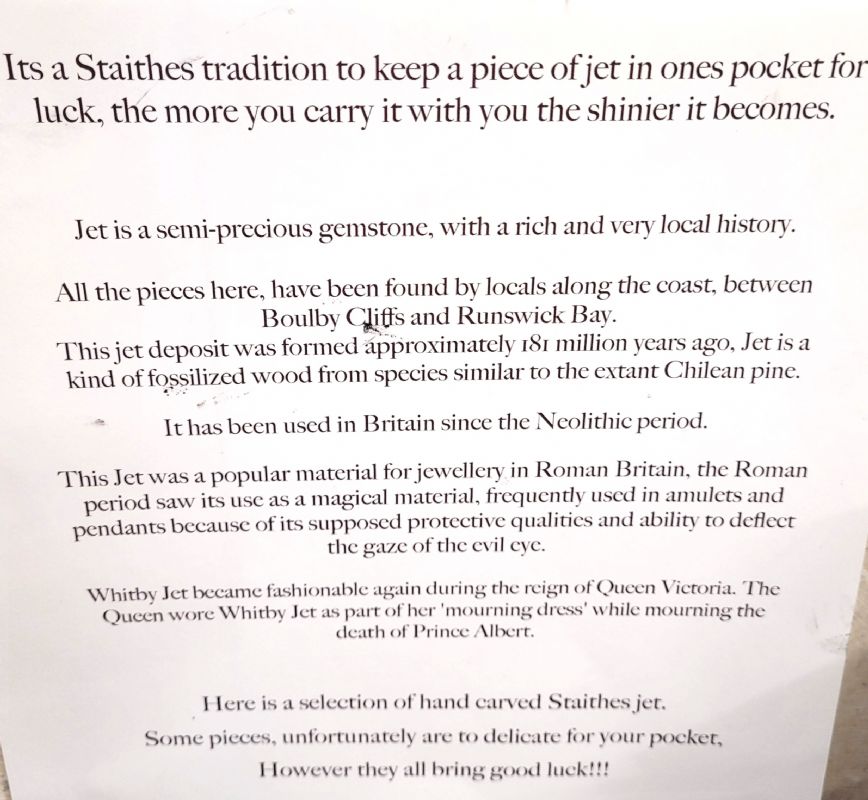 Its a Staithes tradition to keep a piece of jet in ones pocket for
luck, the more you carry it with you the shinier it becomes.
Jet is a semi-precious gemstone, with a rich and very local history.
All the pieces here, have been found by locals along the coast, between
Boulby Cliffs and Runswick Bay.
This jet deposit was formed approximately 181 million years ago, Jet is a
kind of fossilized wood from species similar to the extant Chilean pine.
It has been used in Britain since the Neolithic period.
This Jet was a popular material for jewellery in Roman Britain, the Roman
period saw its use as a magical material, frequently used in amulets and
pendants because of its supposed protective qualities and ability to deflect
the gaze of the evil eye.
Whitby Jet became fashionable again during the reign of Queen Victoria. The
Queen wore Whitby Jet as part of her 'mourning dress' while mourning the
death of Prince Albert.
Here is a selection of hand carved Staithes jet.
Some pieces, unfortunately are to delicate for your pocket,
However they all bring good luck!!!